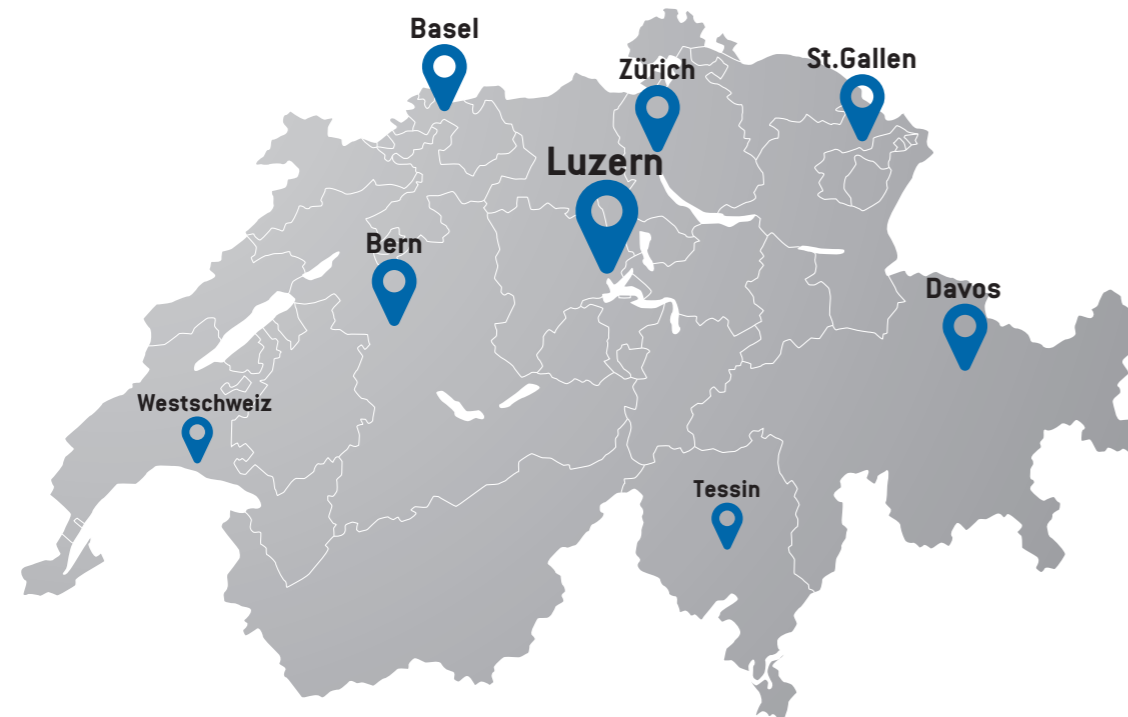 Basel
St.Gallen
Zürich
Luzern
Bern
Davos
Westschweiz
Tessin